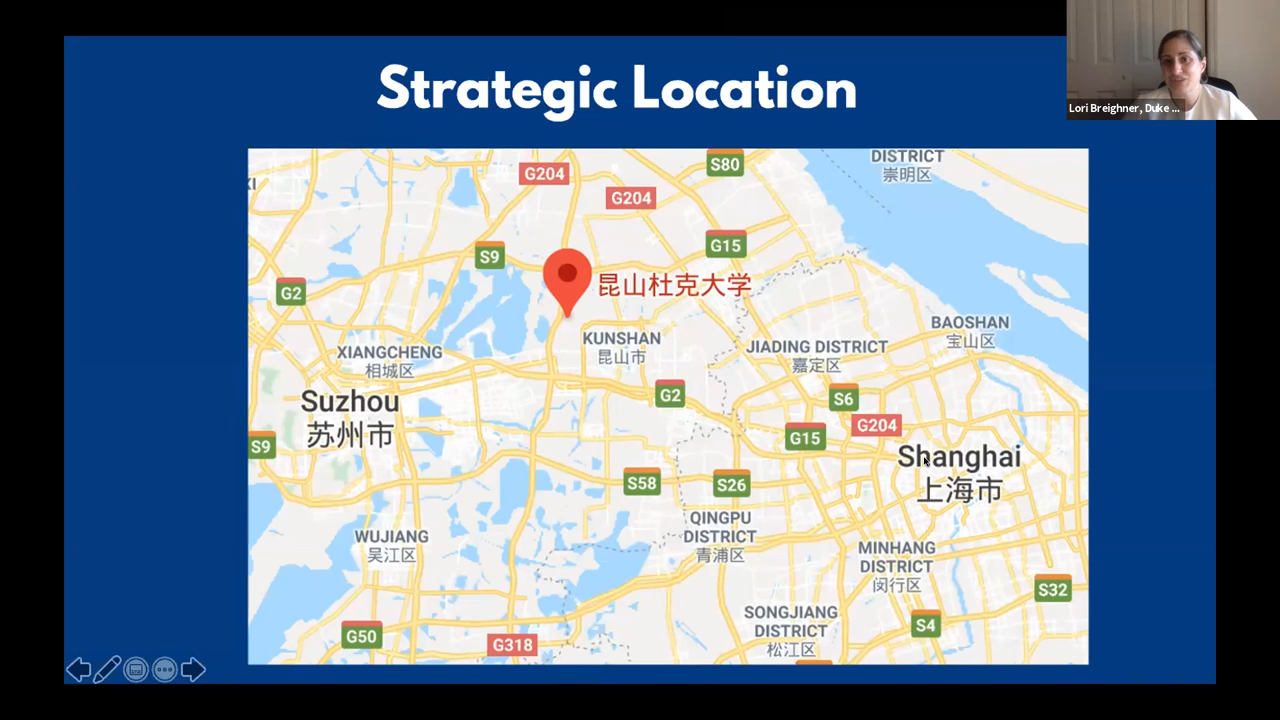 Strategic Location
Lori Breighner, Duke ...
DISTRICT
崇明区
S80
G204
G204
G15
S9
昆山杜克大学
G2
BAOSHAN
宝山区
KUNSHAN
昆山市
JIADING DISTRICT
嘉定区
XIANGCHENG
相城区
G2
S6
Suzhou
苏州市
G204
G15
S9
Shanghai
上海市
S58
S26
QINGPU
DISTRICT
青浦区
WUJIANG
吴江区
MINHANG
DISTRICT
闵行区
S32
SONGJIANG
DISTRICT
松江区
S4
G50
G318